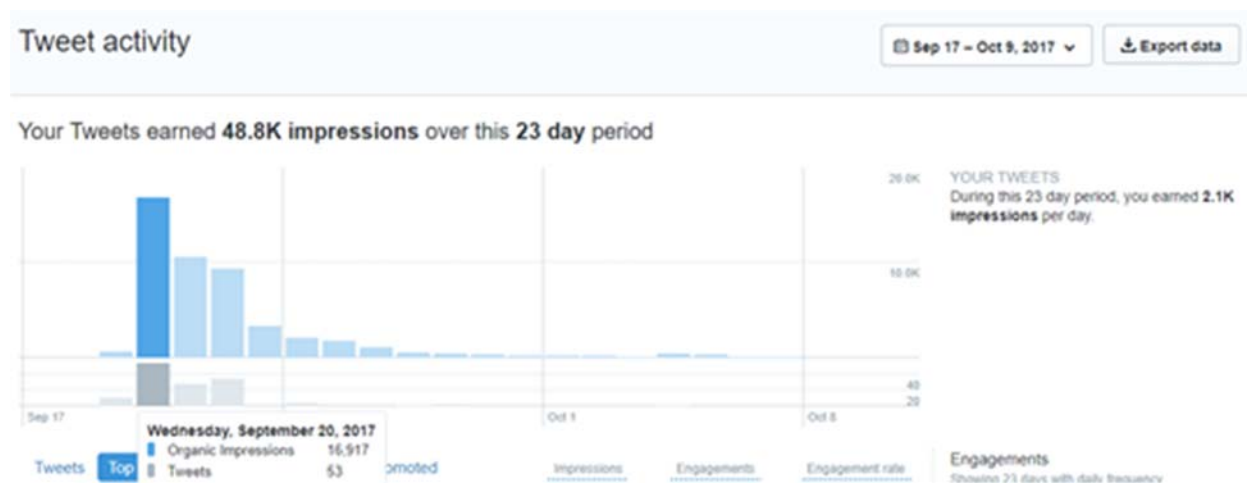 Tweet activity
Sep 17 – Oct 9, 2017
Export data
Your Tweets earned 48.8K impressions over this 23 day period
20.0K
10.0K
YOUR TWEETS
During this 23 day period, you earned 2.1K
impressions per day.
40
20
Sep 17
Oct 1
Oct 8
Wednesday, September 20, 2017
Organic Impressions 16,917
Tweets 53
Tweets
Top
omoted
Impressions
Engagements
Engagement rate
Engagements
Showing 23 days with daily frequency